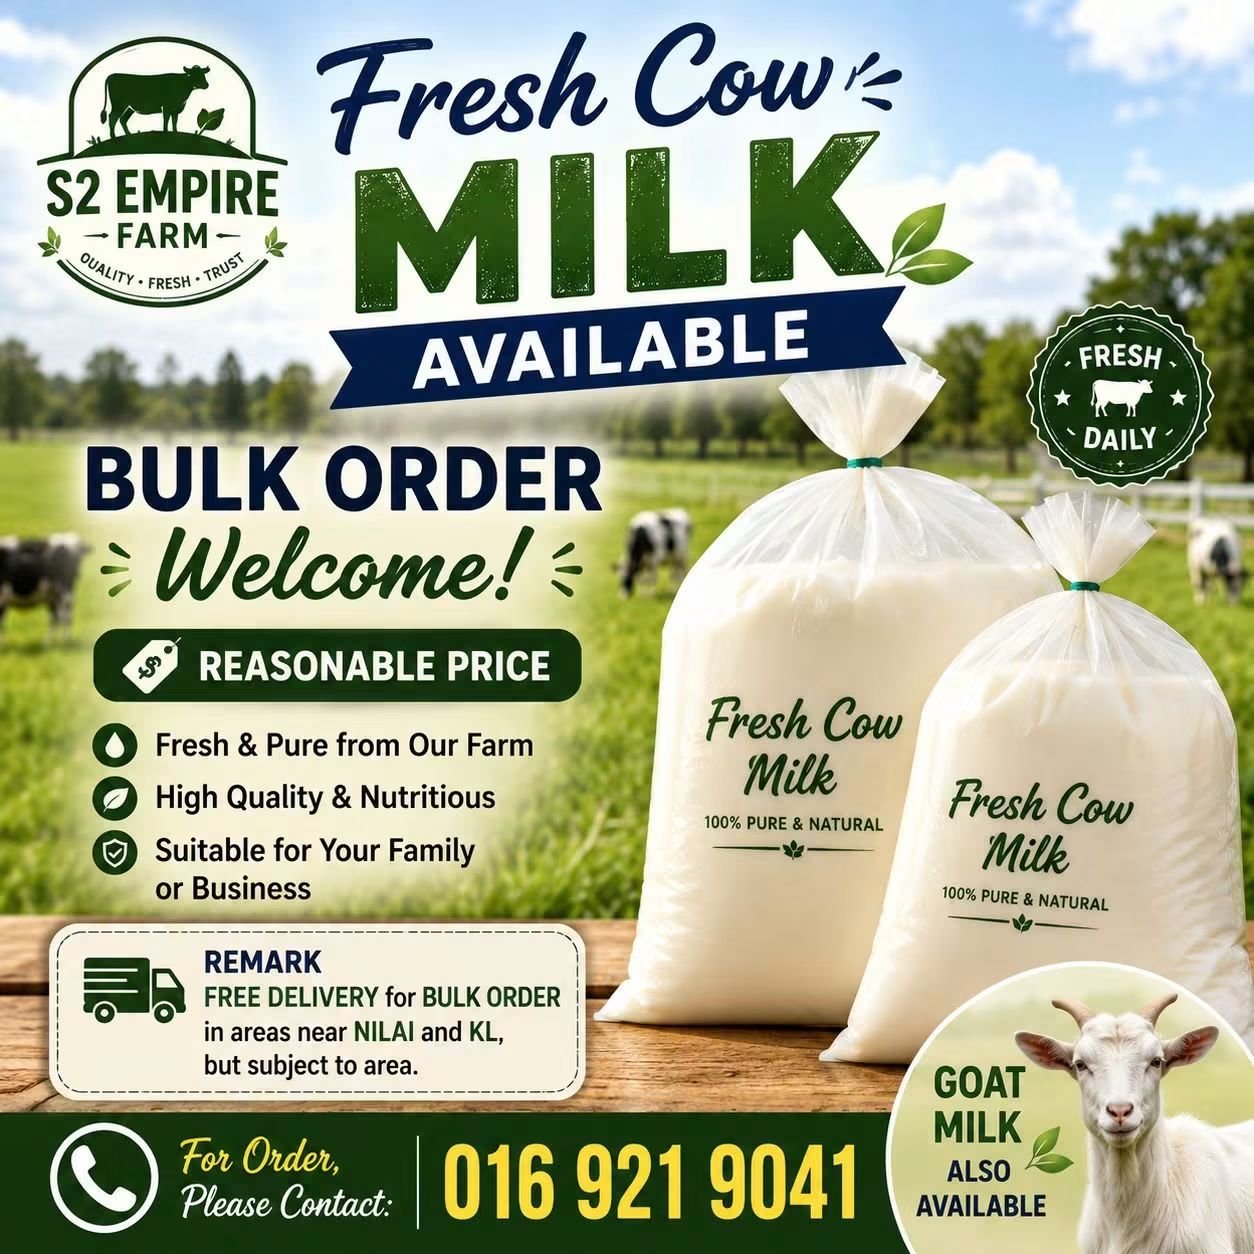 S2 EMPIRE
FARM
QUALITY • FRESH • TRUST
Fresh Cow
MILK
AVAILABLE
FRESH
DAILY
BULK ORDER
Welcome!
REASONABLE PRICE
Fresh & Pure from Our Farm
High Quality & Nutritious
Suitable for Your Family
or Business
Fresh Cow
Milk
100% PURE & NATURAL
Fresh Cow
Milk
100% PURE & NATURAL
REMARK
FREE DELIVERY for BULK ORDER
in areas near NILAI and KL,
but subject to area.
GOAT
MILK
ALSO
AVAILABLE
For Order,
Please Contact:
016 921 9041